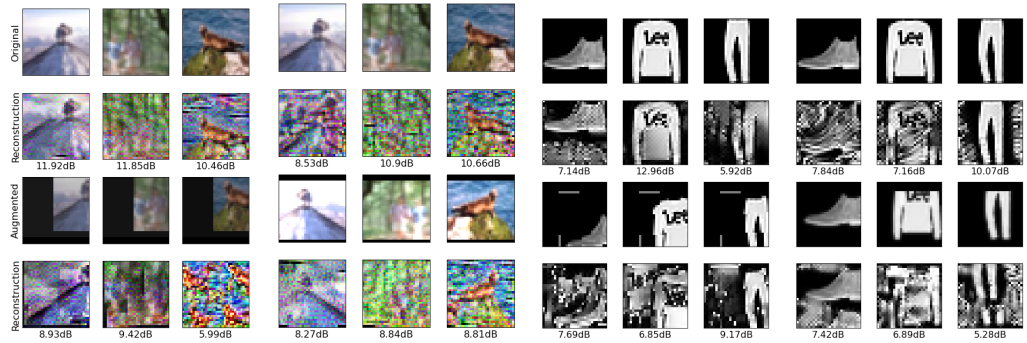 Original
Lee Lee
Reconstruction
11.92dB 11.85dB 10.46dB 8.53dB 10.9dB 10.66dB 7.14dB 12.96dB 5.92dB 7.84dB 7.16dB 10.07dB
Augmented
Reconstruction
8.93dB 9.42dB 5.99dB 8.27dB 8.84dB 8.81dB 7.69dB 6.85dB 9.17dB 7.42dB 6.89dB 5.28dB